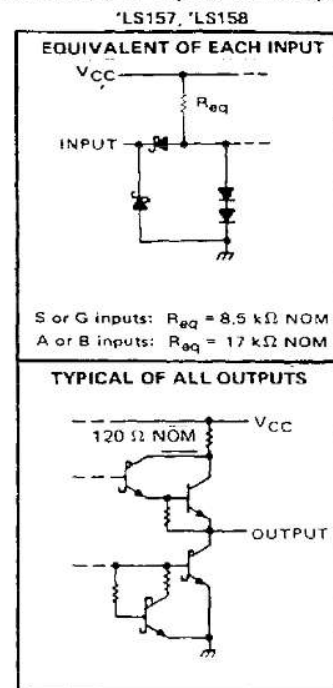 'LS157, 'LS158
EQUIVALENT OF EACH INPUT
VCC
Req
INPUT
S or G inputs: Req = 8.5 kΩ NOM
A or B inputs: Req = 17 kΩ NOM
TYPICAL OF ALL OUTPUTS
VCC
120 Ω NOM
OUTPUT